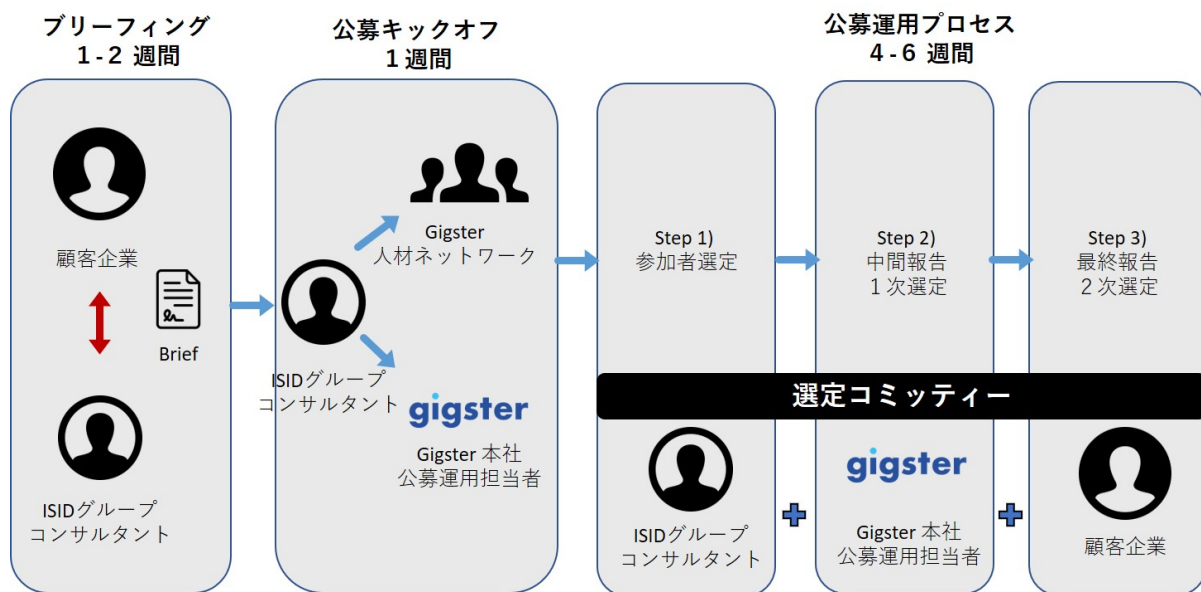 ブリーフィング
1-2 週間
公募キックオフ
1週間
公募運用プロセス
4-6 週間
顧客企業
Brief
ISIDグループ
コンサルタント
Gigster
人材ネットワーク
ISIDグループ
コンサルタント
gigster
Gigster 本社
公募運用担当者
Step 1)
参加者選定
Step 2)
中間報告
1次選定
Step 3)
最終報告
2次選定
選定コミッティー
ISIDグループ
コンサルタント
gigster
Gigster 本社
公募運用担当者
顧客企業